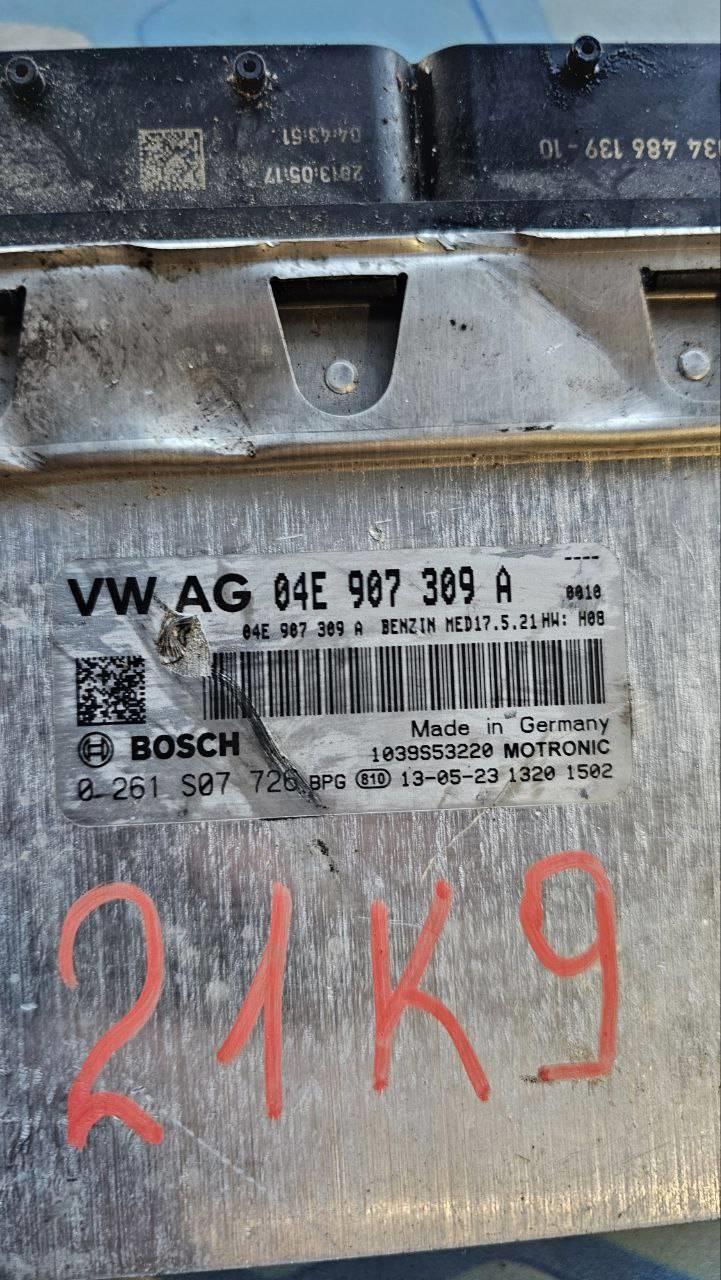 04:43:51
2013.05.17
034 486 139 -10
----
VW AG 04E 907 309 A 0010
04E 907 309 A BENZIN MED17.5.21 HW: H08
BOSCH
Made in Germany
1039S53220 MOTRONIC
0 261 S07 726 BPG 810 13-05-23 1320 1502
21K9